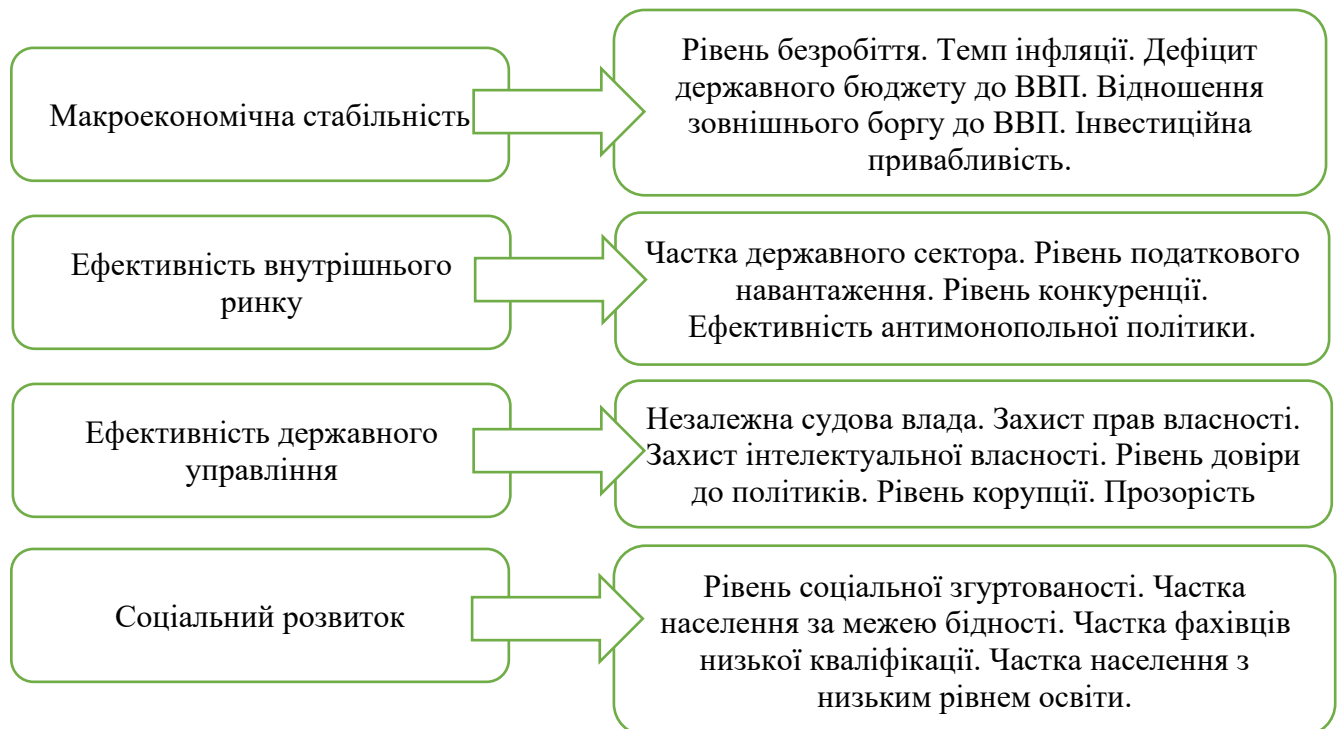 Макроекономічна стабільність
Рівень безробіття. Темп інфляції. Дефіцит
державного бюджету до ВВП. Відношення
зовнішнього боргу до ВВП. Інвестиційна
привабливість.
Ефективність внутрішнього
ринку
Частка державного сектора. Рівень податкового
навантаження. Рівень конкуренції.
Ефективність антимонопольної політики.
Ефективність державного
управління
Незалежна судова влада. Захист прав власності.
Захист інтелектуальної власності. Рівень довіри
до політиків. Рівень корупції. Прозорість
Соціальний розвиток
Рівень соціальної згуртованості. Частка
населення за межею бідності. Частка фахівців
низької кваліфікації. Частка населення з
низьким рівнем освіти.